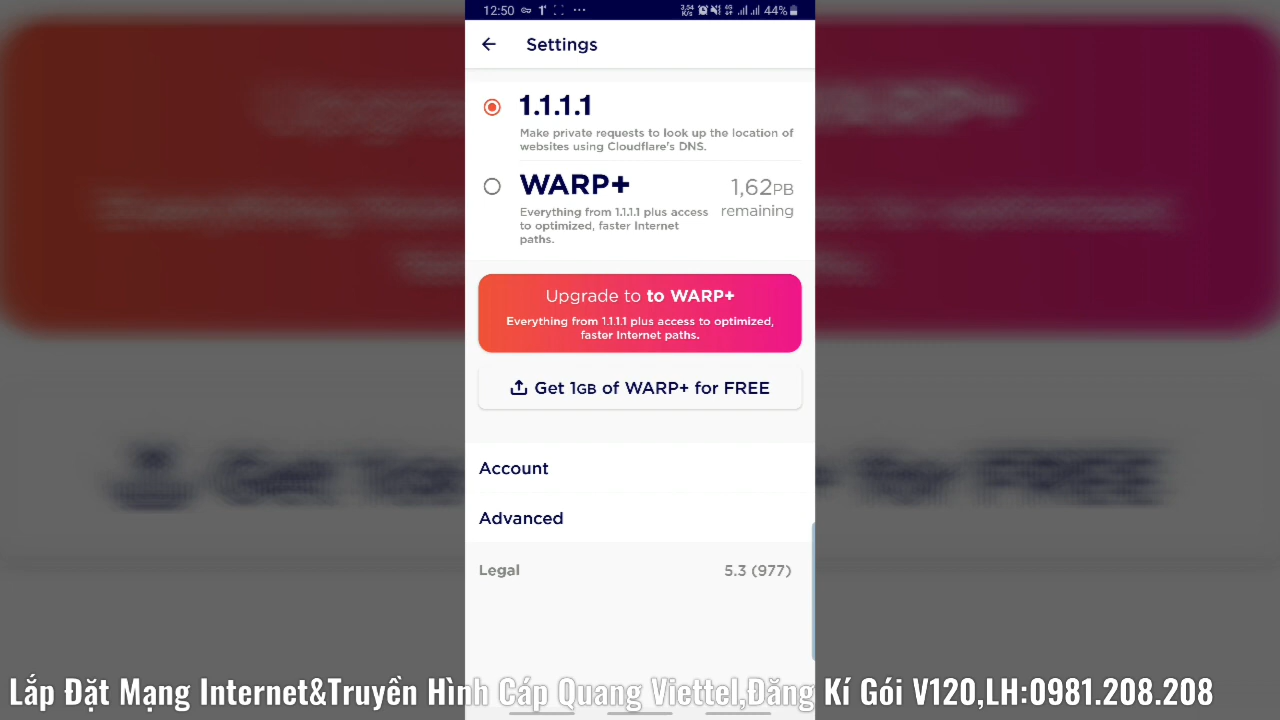 12:50
3,54 K/s 4G 44%
Settings
1.1.1.1
Make private requests to look up the location of
websites using Cloudflare's DNS.
WARP+
1,62PB
remaining
Everything from 1.1.1.1 plus access
to optimized, faster Internet
paths.
Upgrade to to WARP+
Everything from 1.1.1.1 plus access to optimized,
faster Internet paths.
Get 1GB of WARP+ for FREE
Account
Advanced
Legal
5.3 (977)
Lắp Đặt Mạng Internet&Truyền Hình Cáp Quang Viettel,Đăng Kí Gói V120,LH:0981.208.208